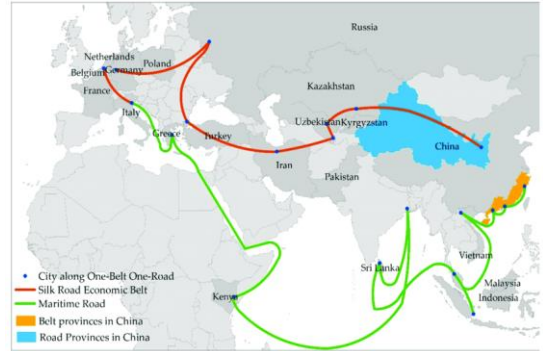 Russia
Netherlands
Poland
Belgium
Germany
France
Kazakhstan
Italy
Uzbekistan
Kyrgyzstan
Greece
Turkey
China
Iran
Pakistan
Vietnam
Sri Lanka
Malaysia
Kenya
Indonesia
City along One-Belt One-Road
Silk Road Economic Belt
Maritime Road
Belt provinces in China
Road Provinces in China